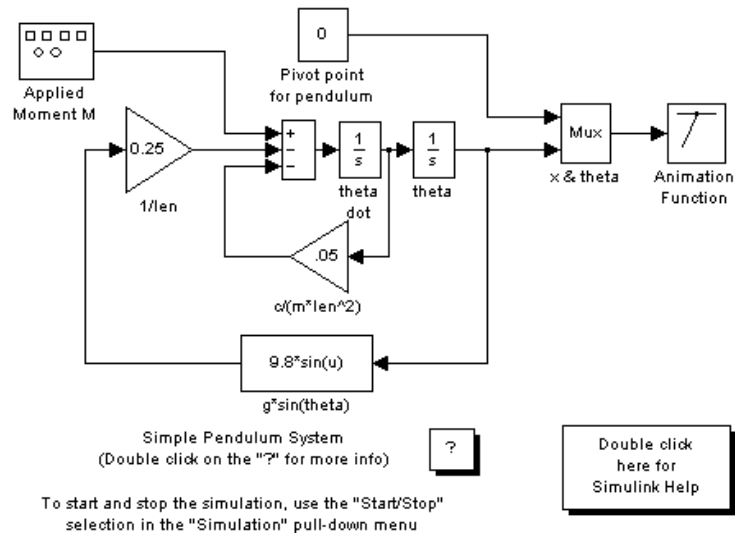 0
Applied
Moment M
Pivot point
for pendulum
0.25
1/len
+
−
−
1
s
theta
dot
1
s
theta
Mux
x & theta
Animation
Function
.05
c/(m*len^2)
9.8*sin(u)
g*sin(theta)
Simple Pendulum System
(Double click on the "?" for more info)
?
Double click
here for
Simulink Help
To start and stop the simulation, use the "Start/Stop"
selection in the "Simulation" pull-down menu